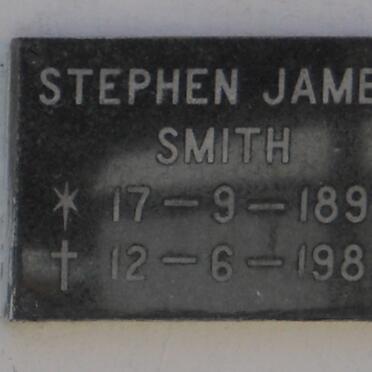 STEPHEN JAME
SMITH
* 17-9-189
† 12-6-198